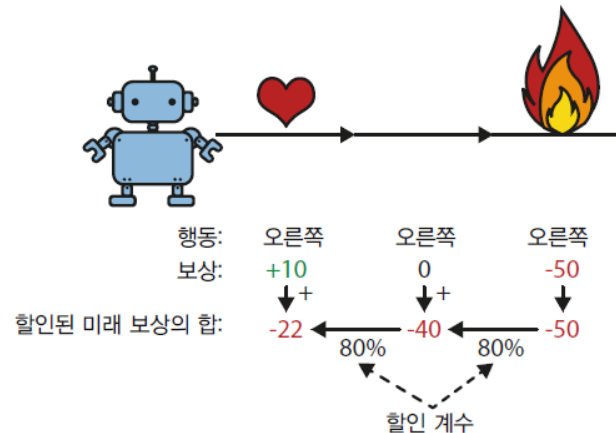 행동: 오른쪽 오른쪽 오른쪽
보상: +10 0 -50
+ +
할인된 미래 보상의 합: -22 -40 -50
80% 80%
할인 계수